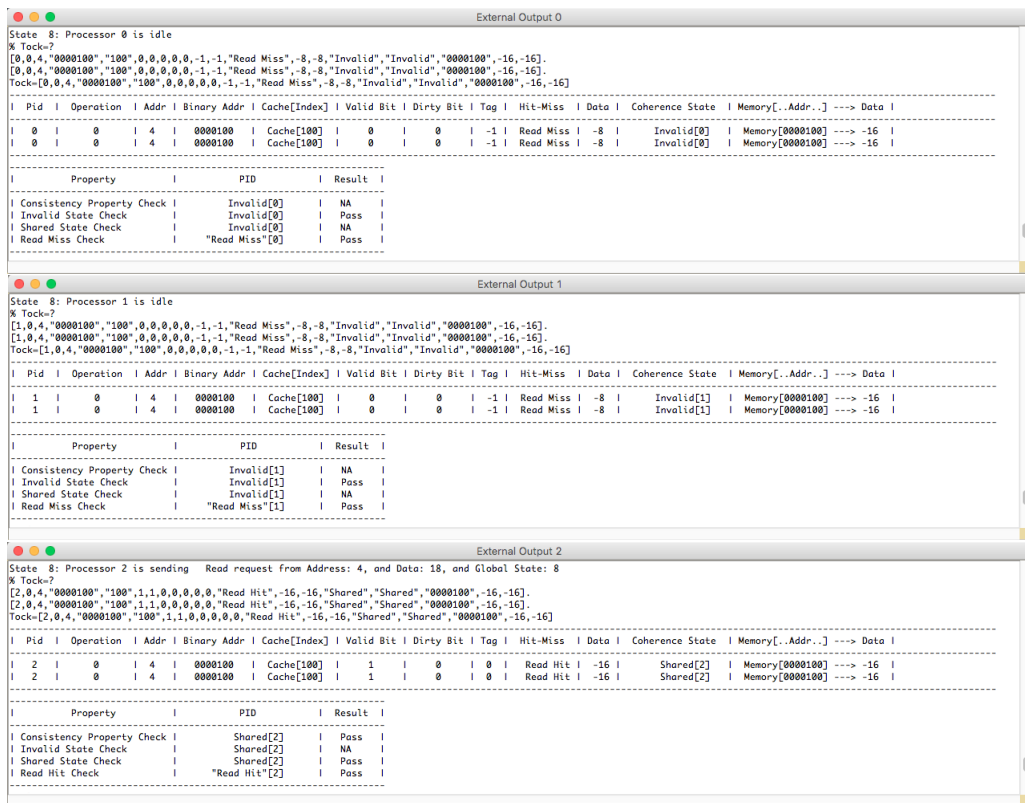 External Output 0
State 8: Processor 0 is idle
% Tock=?
[0,0,4,"0000100","100",0,0,0,0,0,-1,-1,"Read Miss",-8,-8,"Invalid","Invalid","0000100",-16,-16].
[0,0,4,"0000100","100",0,0,0,0,0,-1,-1,"Read Miss",-8,-8,"Invalid","Invalid","0000100",-16,-16].
Tock=[0,0,4,"0000100","100",0,0,0,0,0,-1,-1,"Read Miss",-8,-8,"Invalid","Invalid","0000100",-16,-16]
| Pid | Operation | Addr | Binary Addr | Cache[Index] | Valid Bit | Dirty Bit | Tag | Hit-Miss | Data | Coherence State | Memory[..Addr..] ---> Data |
| 0 | 0 | 4 | 0000100 | Cache[100] | 0 | 0 | -1 | Read Miss | -8 | Invalid[0] | Memory[0000100] ---> -16 |
| 0 | 0 | 4 | 0000100 | Cache[100] | 0 | 0 | -1 | Read Miss | -8 | Invalid[0] | Memory[0000100] ---> -16 |
| Property | PID | Result |
| Consistency Property Check | Invalid[0] | NA |
| Invalid State Check | Invalid[0] | Pass |
| Shared State Check | Invalid[0] | NA |
| Read Miss Check | "Read Miss"[0] | Pass |
External Output 1
State 8: Processor 1 is idle
% Tock=?
[1,0,4,"0000100","100",0,0,0,0,0,-1,-1,"Read Miss",-8,-8,"Invalid","Invalid","0000100",-16,-16].
[1,0,4,"0000100","100",0,0,0,0,0,-1,-1,"Read Miss",-8,-8,"Invalid","Invalid","0000100",-16,-16].
Tock=[1,0,4,"0000100","100",0,0,0,0,0,-1,-1,"Read Miss",-8,-8,"Invalid","Invalid","0000100",-16,-16]
| Pid | Operation | Addr | Binary Addr | Cache[Index] | Valid Bit | Dirty Bit | Tag | Hit-Miss | Data | Coherence State | Memory[..Addr..] ---> Data |
| 1 | 0 | 4 | 0000100 | Cache[100] | 0 | 0 | -1 | Read Miss | -8 | Invalid[1] | Memory[0000100] ---> -16 |
| 1 | 0 | 4 | 0000100 | Cache[100] | 0 | 0 | -1 | Read Miss | -8 | Invalid[1] | Memory[0000100] ---> -16 |
| Property | PID | Result |
| Consistency Property Check | Invalid[1] | NA |
| Invalid State Check | Invalid[1] | Pass |
| Shared State Check | Invalid[1] | NA |
| Read Miss Check | "Read Miss"[1] | Pass |
External Output 2
State 8: Processor 2 is sending Read request from Address: 4, and Data: 18, and Global State: 8
% Tock=?
[2,0,4,"0000100","100",1,1,0,0,0,0,0,"Read Hit",-16,-16,"Shared","Shared","0000100",-16,-16].
[2,0,4,"0000100","100",1,1,0,0,0,0,0,"Read Hit",-16,-16,"Shared","Shared","0000100",-16,-16].
Tock=[2,0,4,"0000100","100",1,1,0,0,0,0,0,"Read Hit",-16,-16,"Shared","Shared","0000100",-16,-16]
| Pid | Operation | Addr | Binary Addr | Cache[Index] | Valid Bit | Dirty Bit | Tag | Hit-Miss | Data | Coherence State | Memory[..Addr..] ---> Data |
| 2 | 0 | 4 | 0000100 | Cache[100] | 1 | 0 | 0 | Read Hit | -16 | Shared[2] | Memory[0000100] ---> -16 |
| 2 | 0 | 4 | 0000100 | Cache[100] | 1 | 0 | 0 | Read Hit | -16 | Shared[2] | Memory[0000100] ---> -16 |
| Property | PID | Result |
| Consistency Property Check | Shared[2] | Pass |
| Invalid State Check | Shared[2] | NA |
| Shared State Check | Shared[2] | Pass |
| Read Hit Check | "Read Hit"[2] | Pass |